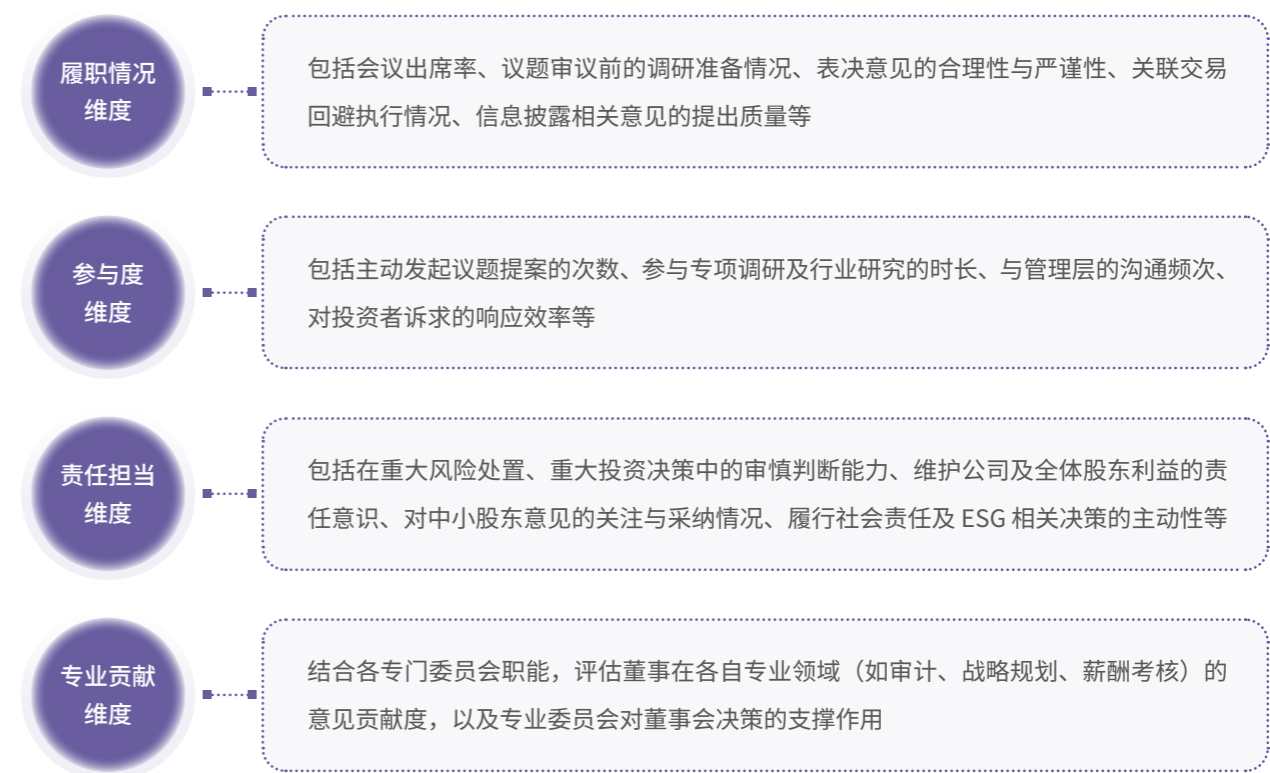 履职情况
维度
包括会议出席率、议题审议前的调研准备情况、表决意见的合理性与严谨性、关联交易
回避执行情况、信息披露相关意见的提出质量等
参与度
维度
包括主动发起议题提案的次数、参与专项调研及行业研究的时长、与管理层的沟通频次、
对投资者诉求的响应效率等
责任担当
维度
包括在重大风险处置、重大投资决策中的审慎判断能力、维护公司及全体股东利益的责
任意识、对中小股东意见的关注与采纳情况、履行社会责任及 ESG 相关决策的主动性等
专业贡献
维度
结合各专门委员会职能，评估董事在各自专业领域（如审计、战略规划、薪酬考核）的
意见贡献度，以及专业委员会对董事会决策的支撑作用